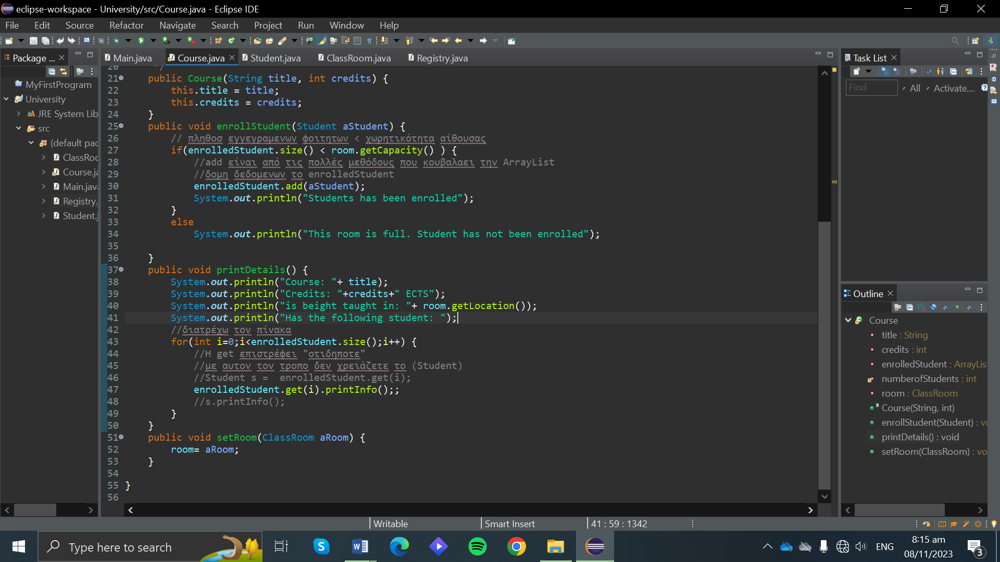 eclipse-workspace - University/src/Course.java - Eclipse IDE
File Edit Source Refactor Navigate Search Project Run Window Help
Package ...
Main.java Course.java Student.java ClassRoom.java Registry.java
Task List
MyFirstProgram
University
JRE System Lib
src
(default pac
ClassRoo
Course.ja
Main.java
Registry.
Student.j
20 */
21 public Course(String title, int credits) {
22 this.title = title;
23 this.credits = credits;
24 }
25 public void enrollStudent(Student aStudent) {
26 // πληθοσ εγγεγραμενων φοιτητων < χωρητικότητα αίθουσας
27 if(enrolledStudent.size() < room.getCapacity() ) {
28 //add είναι από τις πολλές μεθόδους που κουβαλαει την ArrayList
29 //δομη δεδομενων το enrolledStudent
30 enrolledStudent.add(aStudent);
31 System.out.println("Students has been enrolled");
32 }
33 else
34 System.out.println("This room is full. Student has not been enrolled");
35
36 }
37 public void printDetails() {
38 System.out.println("Course: "+ title);
39 System.out.println("Credits: "+credits+" ECTS");
40 System.out.println("is beight taught in: "+ room.getLocation());
41 System.out.println("Has the following student: ");
42 //διατρέχω τον πίνακα
43 for(int i=0;i<enrolledStudent.size();i++) {
44 //Η get επιστρέφει "οτιδηποτε"
45 //με αυτον τον τροπο δεν χρειάζετε το (Student)
46 //Student s =  enrolledStudent.get(i);
47 enrolledStudent.get(i).printInfo();;
48 //s.printInfo();
49 }
50 }
51 public void setRoom(ClassRoom aRoom) {
52 room= aRoom;
53 }
54
55 }
56
Find All Activate....
Outline
Course
title : String
credits : int
enrolledStudent : ArrayLis
numberofStudents : int
room : ClassRoom
Course(String, int)
enrollStudent(Student) : vo
printDetails() : void
setRoom(ClassRoom) : vo
Writable Smart Insert 41 : 59 : 1342
Type here to search
ENG
8:15 am
08/11/2023
3